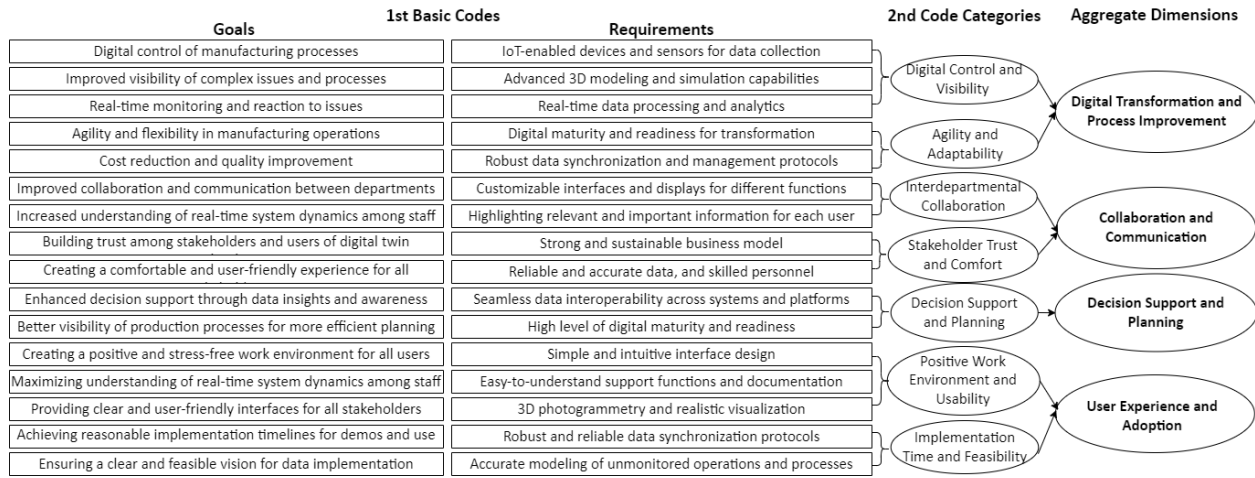 1st Basic Codes
2nd Code Categories
Aggregate Dimensions
Goals
Requirements
Digital control of manufacturing processes
IoT-enabled devices and sensors for data collection
Improved visibility of complex issues and processes
Advanced 3D modeling and simulation capabilities
Real-time monitoring and reaction to issues
Real-time data processing and analytics
Agility and flexibility in manufacturing operations
Digital maturity and readiness for transformation
Cost reduction and quality improvement
Robust data synchronization and management protocols
Improved collaboration and communication between departments
Customizable interfaces and displays for different functions
Increased understanding of real-time system dynamics among staff
Highlighting relevant and important information for each user
Building trust among stakeholders and users of digital twin
Strong and sustainable business model
Creating a comfortable and user-friendly experience for all
Reliable and accurate data, and skilled personnel
Enhanced decision support through data insights and awareness
Seamless data interoperability across systems and platforms
Better visibility of production processes for more efficient planning
High level of digital maturity and readiness
Creating a positive and stress-free work environment for all users
Simple and intuitive interface design
Maximizing understanding of real-time system dynamics among staff
Easy-to-understand support functions and documentation
Providing clear and user-friendly interfaces for all stakeholders
3D photogrammetry and realistic visualization
Achieving reasonable implementation timelines for demos and use
Robust and reliable data synchronization protocols
Ensuring a clear and feasible vision for data implementation
Accurate modeling of unmonitored operations and processes
Digital Control and
Visibility
Agility and
Adaptability
Interdepartmental
Collaboration
Stakeholder Trust
and Comfort
Decision Support
and Planning
Positive Work
Environment and
Usability
Implementation
Time and Feasibility
Digital Transformation and
Process Improvement
Collaboration and
Communication
Decision Support and
Planning
User Experience and
Adoption